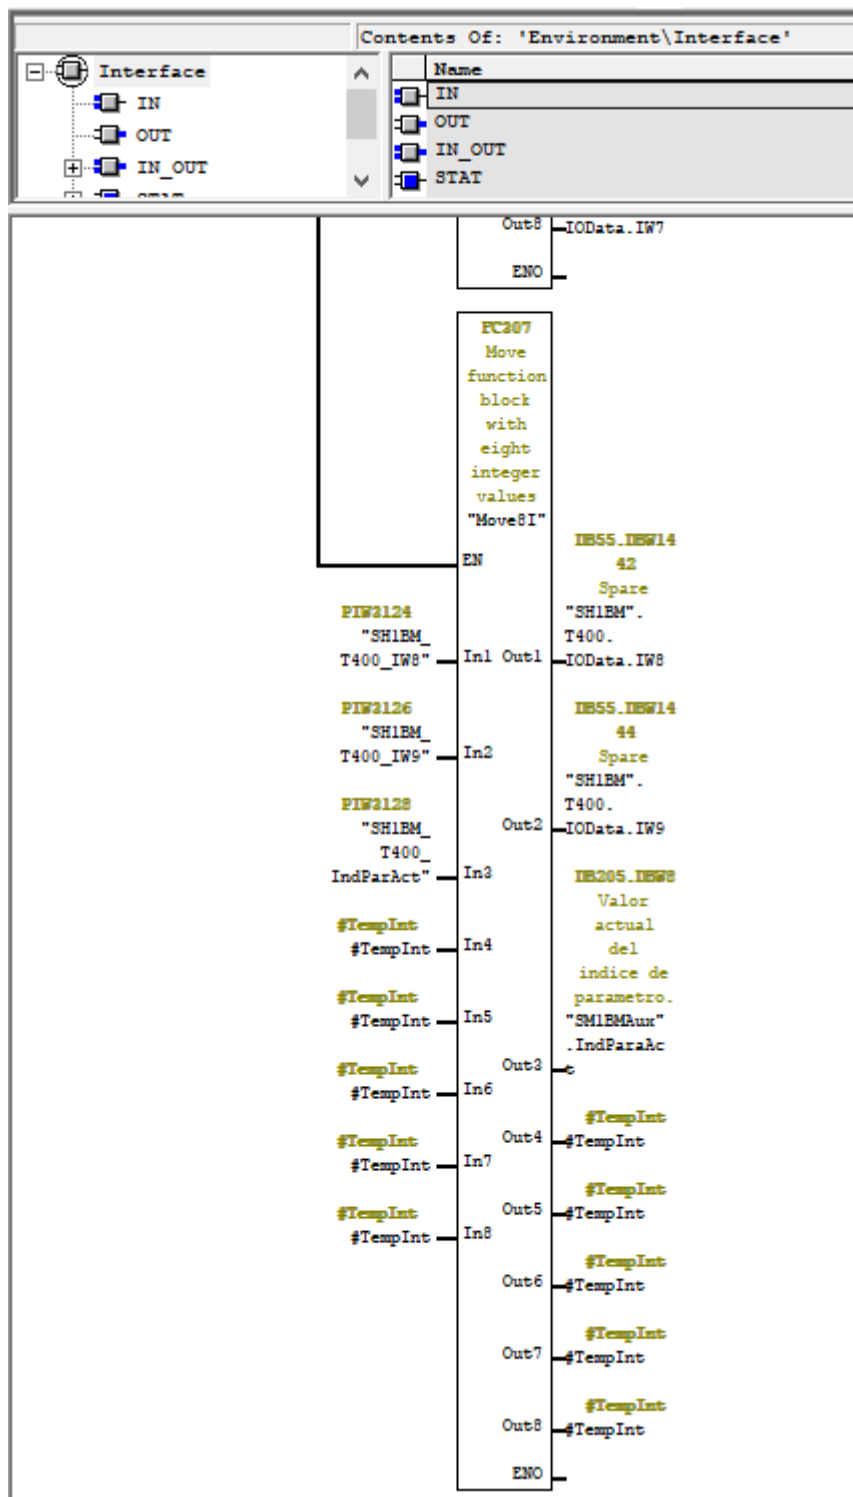 Contents Of: 'Environment\Interface'
Interface
IN
OUT
IN_OUT
Name
IN
OUT
IN_OUT
STAT
Out8
IOData.IW7
ENO
FC307
Move
function
block
with
eight
integer
values
"Move8I"
EN
DB55.DBW14
42
Spare
"SH1BM".
T400.
IOData.IW8
PIW3124
"SH1BM_
T400_IW8"
In1 Out1
PIW3126
"SH1BM_
T400_IW9"
In2
DB55.DBW14
44
Spare
"SH1BM".
T400.
IOData.IW9
Out2
PIW3128
"SH1BM_
T400_
IndParAct"
In3
DB205.DBW8
Valor
actual
del
indice de
parametro.
"SM1BMAux"
.IndParaAc
t
Out3
#TempInt
#TempInt
In4
#TempInt
#TempInt
In5
#TempInt
#TempInt
In6
#TempInt
#TempInt
Out4
#TempInt
#TempInt
In7
#TempInt
#TempInt
Out5
#TempInt
#TempInt
In8
#TempInt
#TempInt
Out6
#TempInt
#TempInt
Out7
#TempInt
#TempInt
Out8
ENO